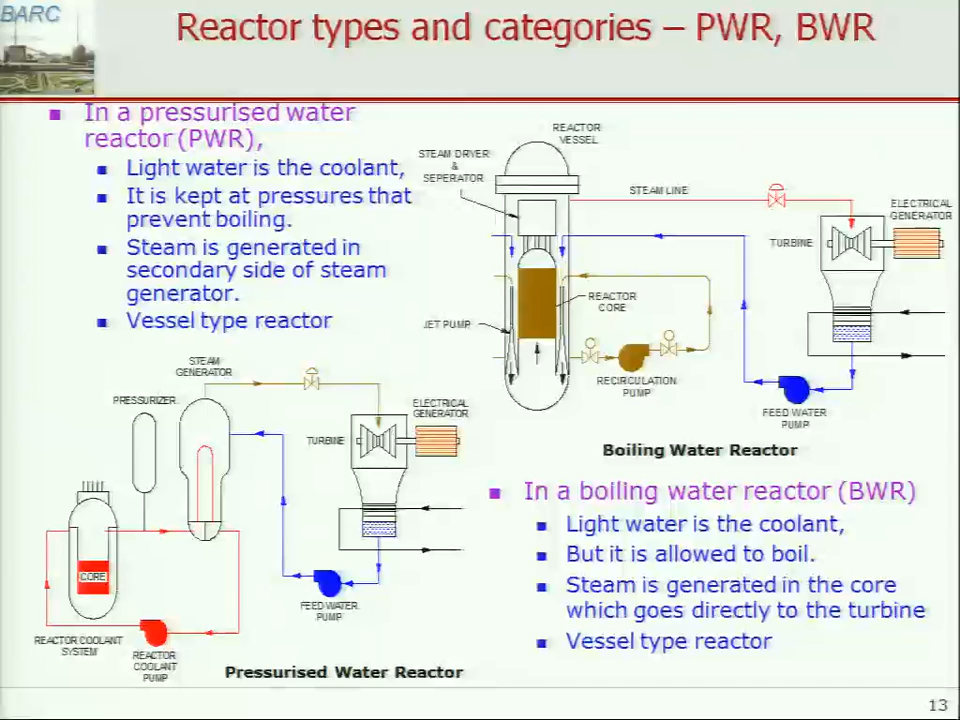 BARC
Reactor types and categories – PWR, BWR
In a pressurised water
reactor (PWR),
Light water is the coolant,
It is kept at pressures that
prevent boiling.
Steam is generated in
secondary side of steam
generator.
Vessel type reactor
REACTOR
VESSEL
STEAM DRYER
&
SEPERATOR
STEAM LINE
ELECTRICAL
GENERATOR
TURBINE
REACTOR
CORE
JET PUMP
RECIRCULATION
PUMP
FEED WATER
PUMP
Boiling Water Reactor
STEAM
GENERATOR
PRESSURIZER
ELECTRICAL
GENERATOR
TURBINE
CORE
FEED WATER
PUMP
REACTOR COOLANT
SYSTEM
REACTOR
COOLANT
PUMP
Pressurised Water Reactor
In a boiling water reactor (BWR)
Light water is the coolant,
But it is allowed to boil.
Steam is generated in the core
which goes directly to the turbine
Vessel type reactor
13